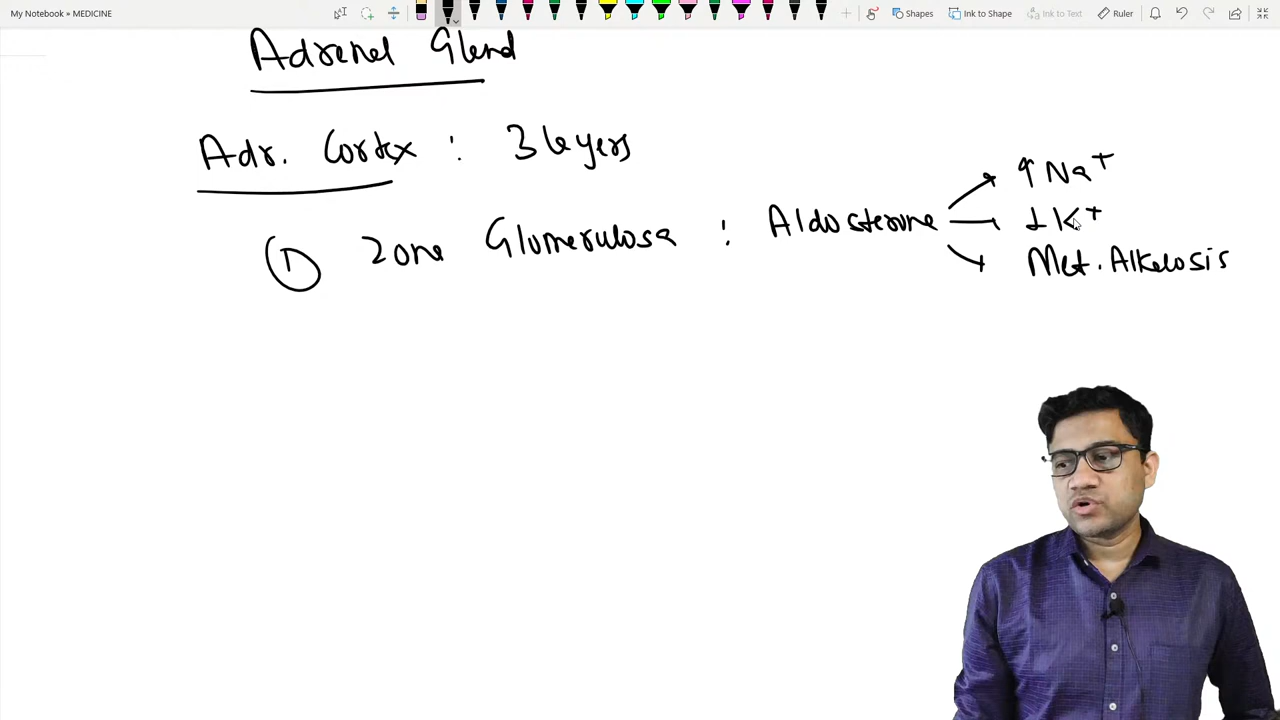 My Notebook » MEDICINE
Shapes Ink to Shape Ink to Text Ruler
Adrenal Gland
Adr. Cortex : 3 layers
↑ Na+
① Zona Glomerulosa : Aldosterone ↓ K+
Met. Alkalosis